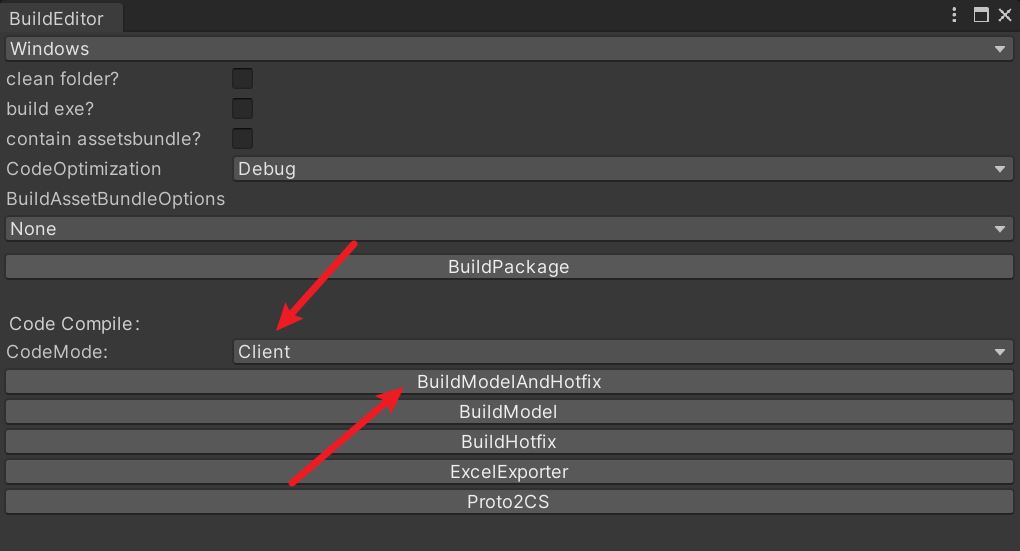 BuildEditor
Windows
clean folder?
build exe?
contain assetsbundle?
CodeOptimization Debug
BuildAssetBundleOptions
None
BuildPackage
Code Compile:
CodeMode: Client
BuildModelAndHotfix
BuildModel
BuildHotfix
ExcelExporter
Proto2CS